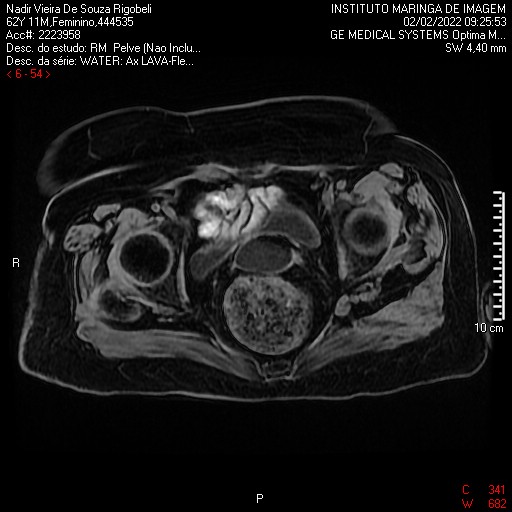 Nadir Vieira De Souza Rigobeli
62Y 11M,Feminino,444535
Acc#: 2223958
Desc. do estudo: RM Pelve (Nao Inclu...
Desc. da série: WATER: Ax LAVA-Fle...
< 6 - 54 >
INSTITUTO MARINGA DE IMAGEM
02/02/2022 09:25:53
GE MEDICAL SYSTEMS Optima M...
SW 4,40 mm
R
10 cm
P
C 341
W 682